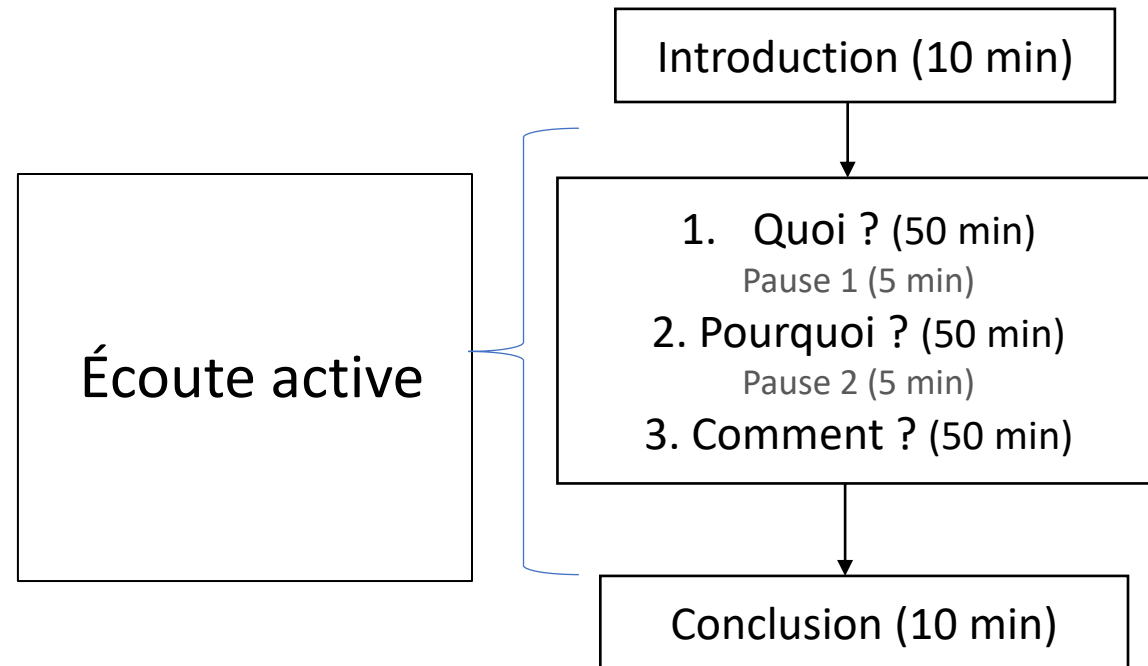 Introduction (10 min)
Écoute active
1. Quoi ? (50 min)
Pause 1 (5 min)
2. Pourquoi ? (50 min)
Pause 2 (5 min)
3. Comment ? (50 min)
Conclusion (10 min)